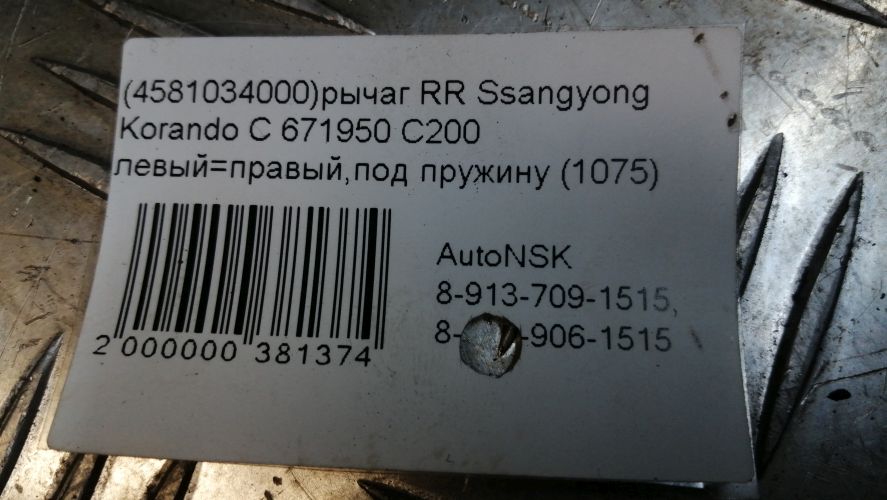 (4581034000)рычаг RR Ssangyong
Korando C 671950 C200
левый=правый,под пружину (1075)
AutoNSK
8-913-709-1515,
8- -906-1515
2 000000 381374